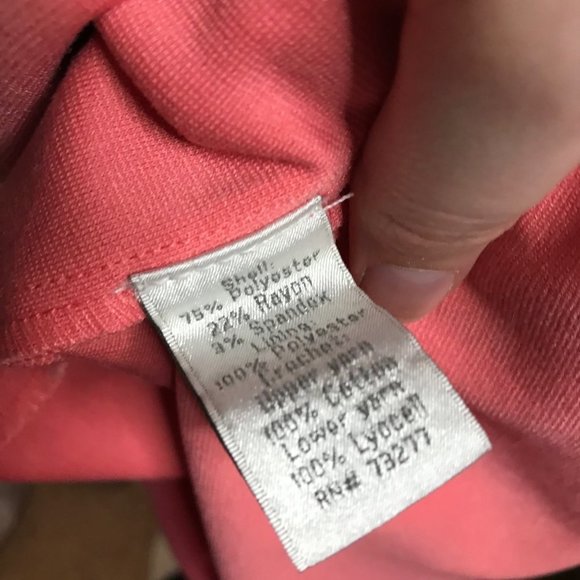 Shell:
75% Polyester
22% Rayon
3% Spandex
Lining:
100% Polyester
Crochet:
Upper yarn
100% Cotton
Lower yarn
100% Lyocell
RN# 73277